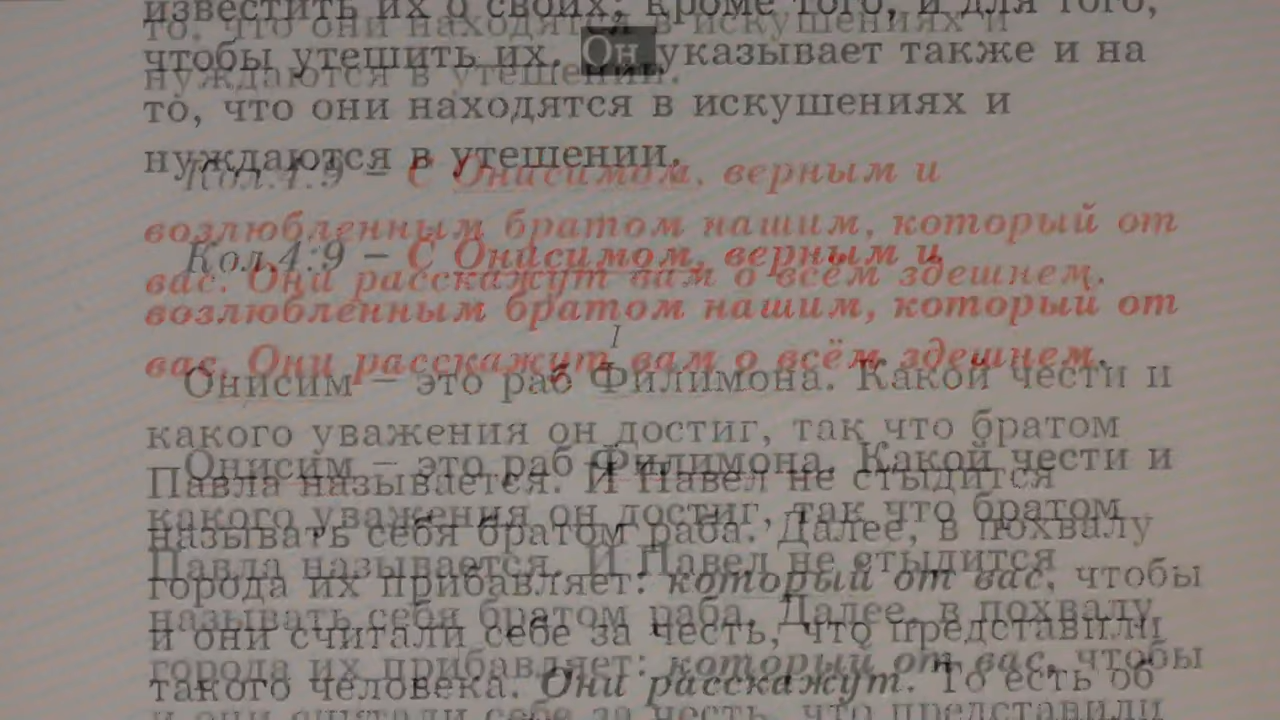 известить их о своих; кроме того, и для того,
чтобы утешить их. Он указывает также и на
то, что они находятся в искушениях и
нуждаются в утешении.
Кол.4:9 – С Онисимом, верным и
возлюбленным братом нашим, который от
вас. Они расскажут вам о всём здешнем.
Онисим – это раб Филимона. Какой чести и
какого уважения он достиг, так что братом
Павла называется. И Павел не стыдится
называть себя братом раба. Далее, в похвалу
города их прибавляет: который от вас, чтобы
и они считали себе за честь, что представили
такого человека. Они расскажут. То есть об